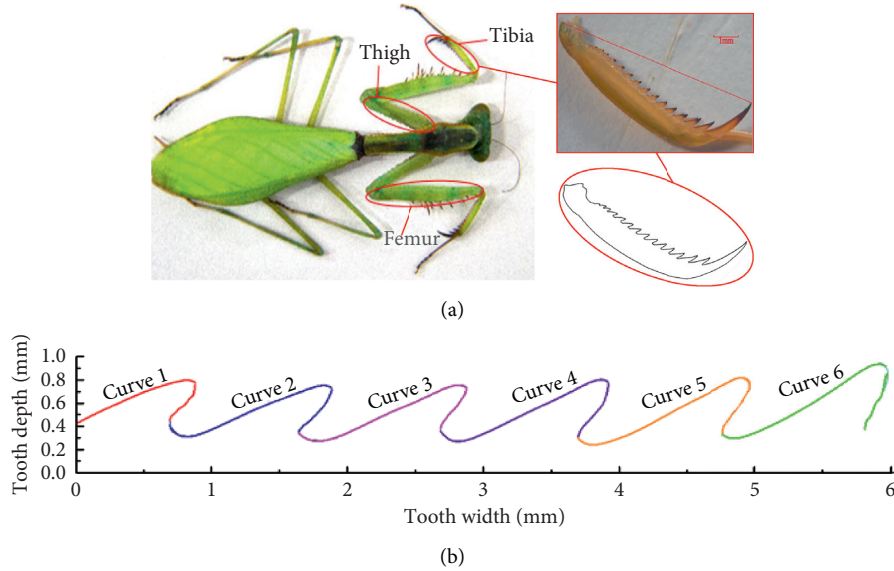 Thigh
Tibia
Femur
1mm
(a)
Tooth depth (mm)
1.0
0.8
0.6
0.4
0.2
0.0
Curve 1
Curve 2
Curve 3
Curve 4
Curve 5
Curve 6
0 1 2 3 4 5 6
Tooth width (mm)
(b)